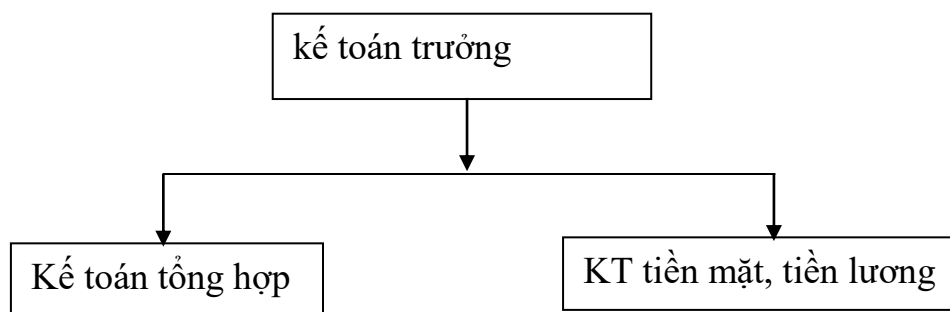 kế toán trưởng
Kế toán tổng hợp
KT tiền mặt, tiền lương